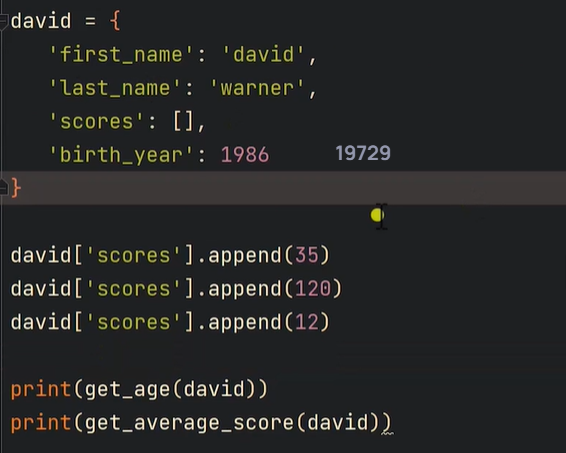 david = {
'first_name': 'david',
'last_name': 'warner',
'scores': [],
'birth_year': 1986 19729
}
david['scores'].append(35)
david['scores'].append(120)
david['scores'].append(12)
print(get_age(david))
print(get_average_score(david))